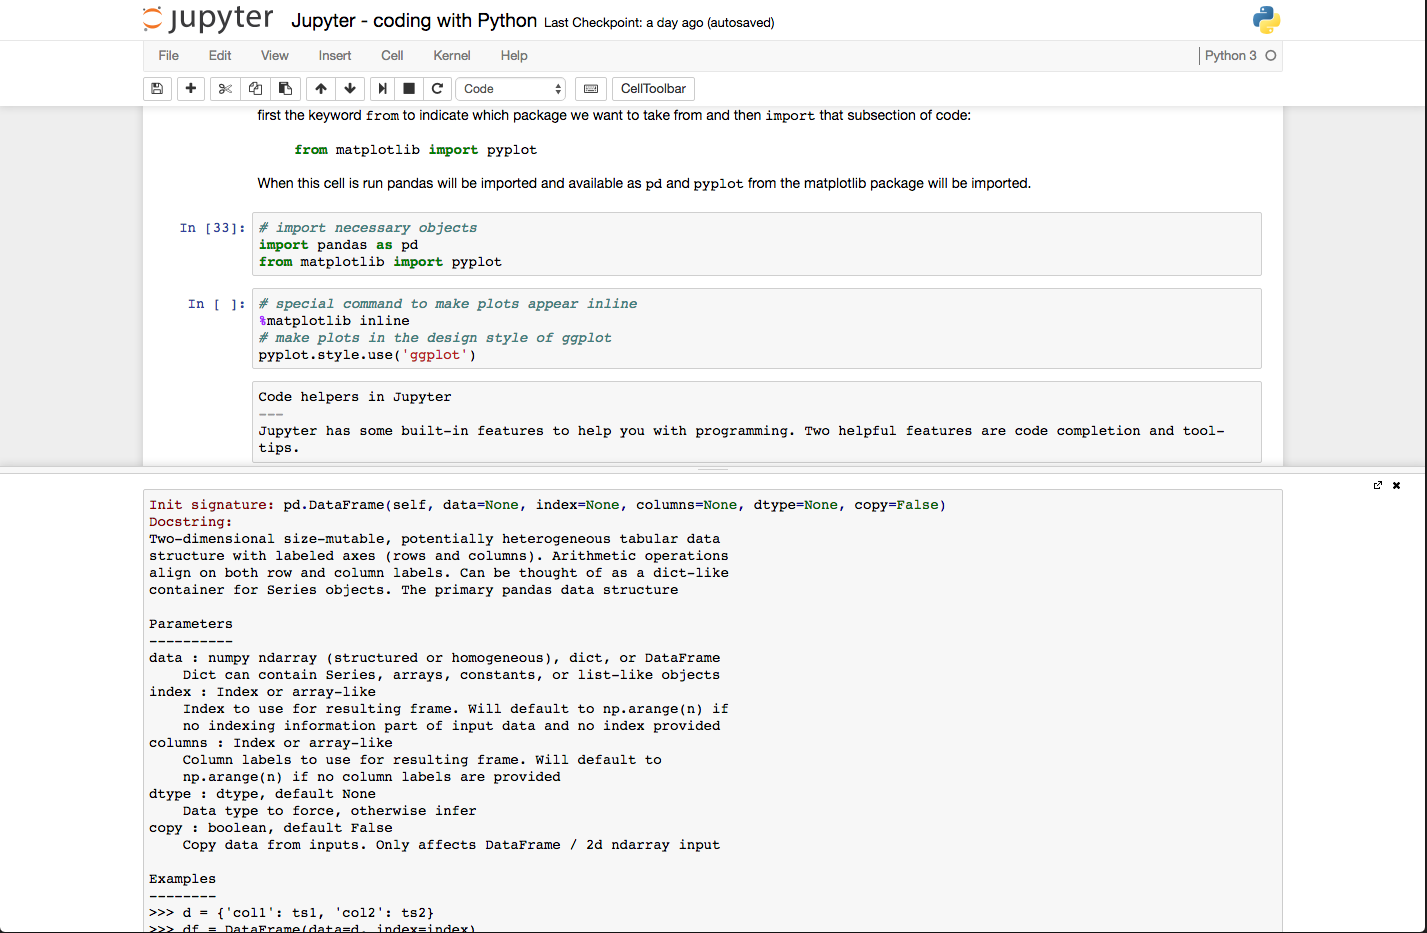 jupyter Jupyter - coding with Python Last Checkpoint: a day ago (autosaved)
File Edit View Insert Cell Kernel Help Python 3
Code CellToolbar
first the keyword from to indicate which package we want to take from and then import that subsection of code:
from matplotlib import pyplot
When this cell is run pandas will be imported and available as pd and pyplot from the matplotlib package will be imported.
In [33]: # import necessary objects
import pandas as pd
from matplotlib import pyplot
In [ ]: # special command to make plots appear inline
%matplotlib inline
# make plots in the design style of ggplot
pyplot.style.use('ggplot')
Code helpers in Jupyter
---
Jupyter has some built-in features to help you with programming. Two helpful features are code completion and tool-
tips.
Init signature: pd.DataFrame(self, data=None, index=None, columns=None, dtype=None, copy=False)
Docstring:
Two-dimensional size-mutable, potentially heterogeneous tabular data
structure with labeled axes (rows and columns). Arithmetic operations
align on both row and column labels. Can be thought of as a dict-like
container for Series objects. The primary pandas data structure
Parameters
----------
data : numpy ndarray (structured or homogeneous), dict, or DataFrame
Dict can contain Series, arrays, constants, or list-like objects
index : Index or array-like
Index to use for resulting frame. Will default to np.arange(n) if
no indexing information part of input data and no index provided
columns : Index or array-like
Column labels to use for resulting frame. Will default to
np.arange(n) if no column labels are provided
dtype : dtype, default None
Data type to force, otherwise infer
copy : boolean, default False
Copy data from inputs. Only affects DataFrame / 2d ndarray input
Examples
--------
>>> d = {'col1': ts1, 'col2': ts2}
>>> df = DataFrame(data=d, index=index)